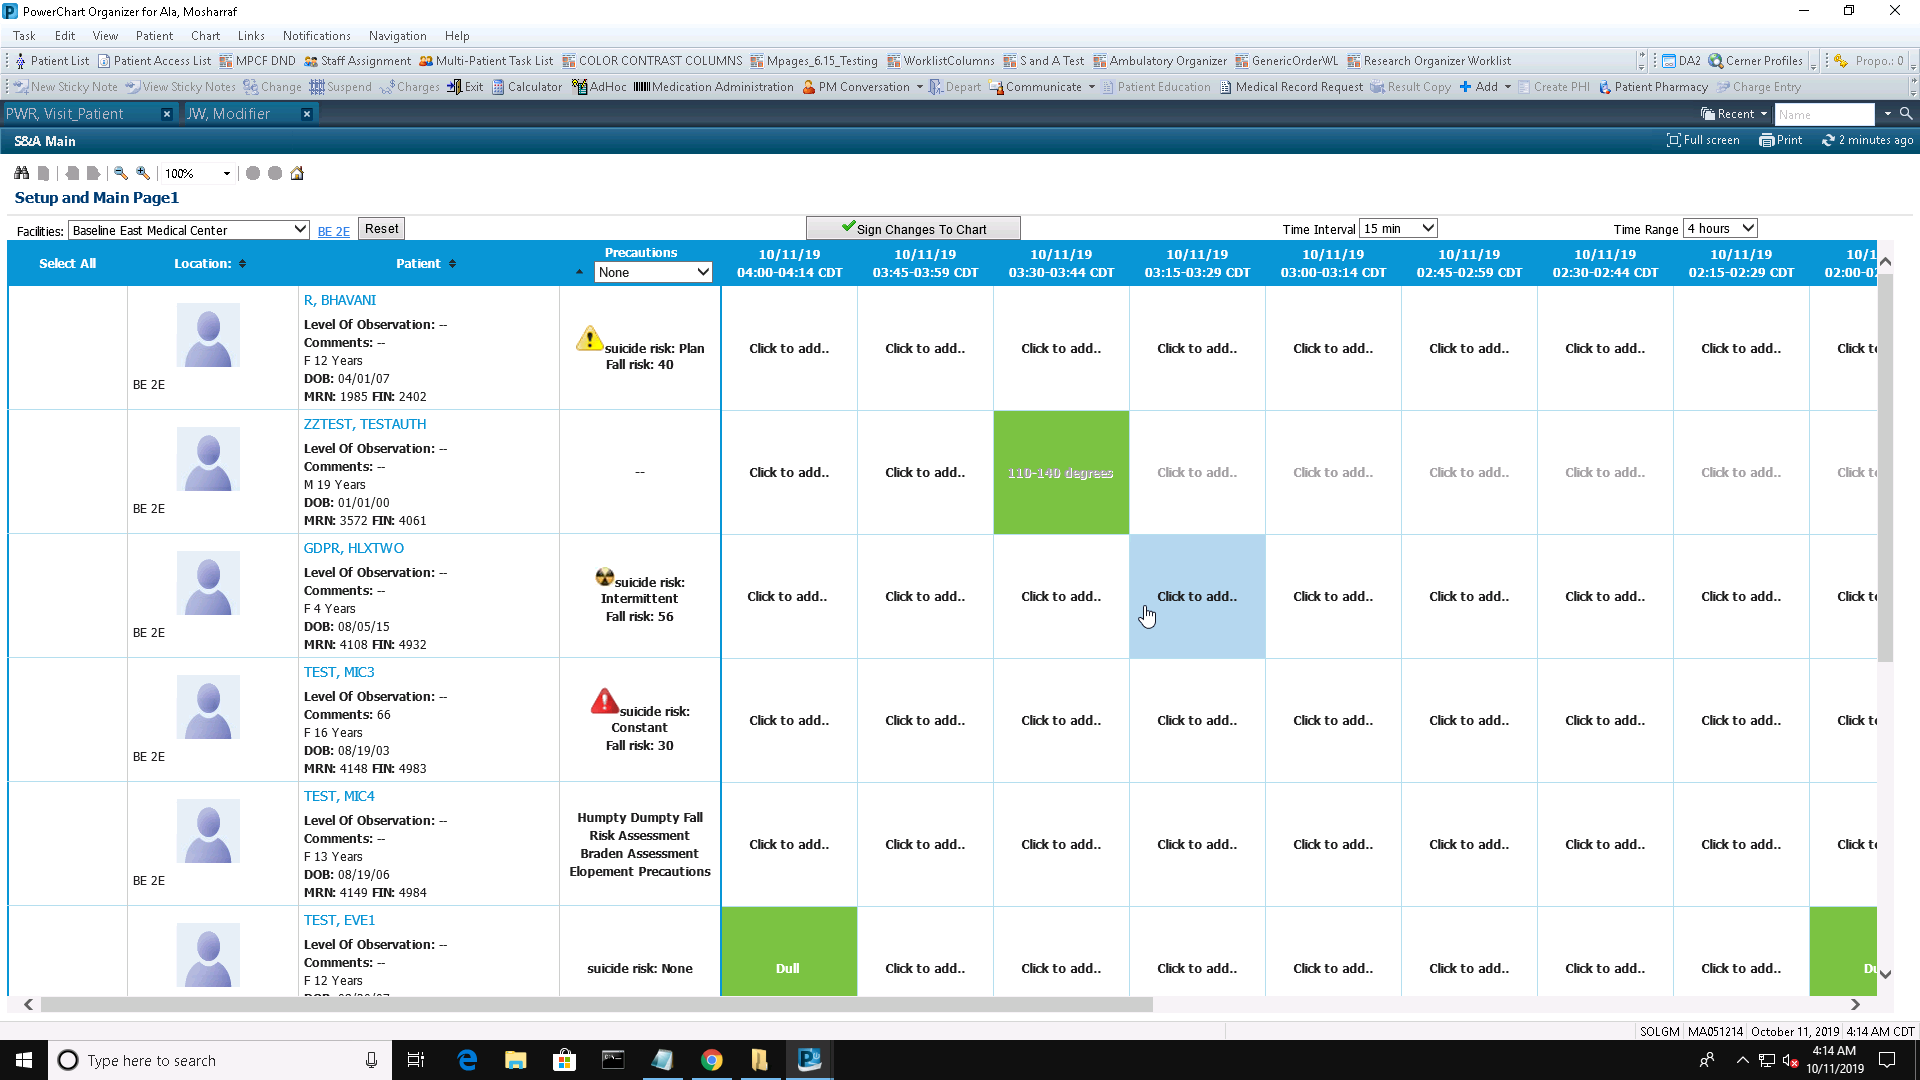 PowerChart Organizer for Ala, Mosharraf
Task Edit View Patient Chart Links Notifications Navigation Help
Patient List Patient Access List MPCF DND Staff Assignment Multi-Patient Task List COLOR CONTRAST COLUMNS Mpages_6.15_Testing WorklistColumns S and A Test Ambulatory Organizer GenericOrderWL Research Organizer Worklist DA2 Cerner Profiles Propo.: 0
New Sticky Note View Sticky Notes Change Suspend Charges Exit Calculator AdHoc Medication Administration PM Conversation Depart Communicate Patient Education Medical Record Request Result Copy Add Create PHI Patient Pharmacy Charge Entry
PWR, Visit_Patient JW, Modifier Recent Name
S&A Main Full screen Print 2 minutes ago
100%
Setup and Main Page1
Facilities: Baseline East Medical Center BE 2E Reset Sign Changes To Chart Time Interval 15 min Time Range 4 hours
Select All Location: Patient Precautions None
10/11/19 10/11/19 10/11/19 10/11/19 10/11/19 10/11/19 10/11/19 10/11/19 10/1
04:00-04:14 CDT 03:45-03:59 CDT 03:30-03:44 CDT 03:15-03:29 CDT 03:00-03:14 CDT 02:45-02:59 CDT 02:30-02:44 CDT 02:15-02:29 CDT 02:00-0
R, BHAVANI
Level Of Observation: --
Comments: --
F 12 Years
DOB: 04/01/07
MRN: 1985 FIN: 2402
BE 2E
suicide risk: Plan
Fall risk: 40
Click to add.. Click to add.. Click to add.. Click to add.. Click to add.. Click to add.. Click to add.. Click to add.. Click t
ZZTEST, TESTAUTH
Level Of Observation: --
Comments: --
M 19 Years
DOB: 01/01/00
MRN: 3572 FIN: 4061
BE 2E
--
Click to add.. Click to add.. 110-140 degrees Click to add.. Click to add.. Click to add.. Click to add.. Click to add.. Click t
GDPR, HLXTWO
Level Of Observation: --
Comments: --
F 4 Years
DOB: 08/05/15
MRN: 4108 FIN: 4932
BE 2E
suicide risk:
Intermittent
Fall risk: 56
Click to add.. Click to add.. Click to add.. Click to add.. Click to add.. Click to add.. Click to add.. Click to add.. Click t
TEST, MIC3
Level Of Observation: --
Comments: 66
F 16 Years
DOB: 08/19/03
MRN: 4148 FIN: 4983
BE 2E
suicide risk:
Constant
Fall risk: 30
Click to add.. Click to add.. Click to add.. Click to add.. Click to add.. Click to add.. Click to add.. Click to add.. Click t
TEST, MIC4
Level Of Observation: --
Comments: --
F 13 Years
DOB: 08/19/06
MRN: 4149 FIN: 4984
BE 2E
Humpty Dumpty Fall
Risk Assessment
Braden Assessment
Elopement Precautions
Click to add.. Click to add.. Click to add.. Click to add.. Click to add.. Click to add.. Click to add.. Click to add.. Click t
TEST, EVE1
Level Of Observation: --
Comments: --
F 12 Years
suicide risk: None
Dull Click to add.. Click to add.. Click to add.. Click to add.. Click to add.. Click to add.. Click to add.. Du
SOLGM MA051214 October 11, 2019 4:14 AM CDT
Type here to search
4:14 AM
10/11/2019